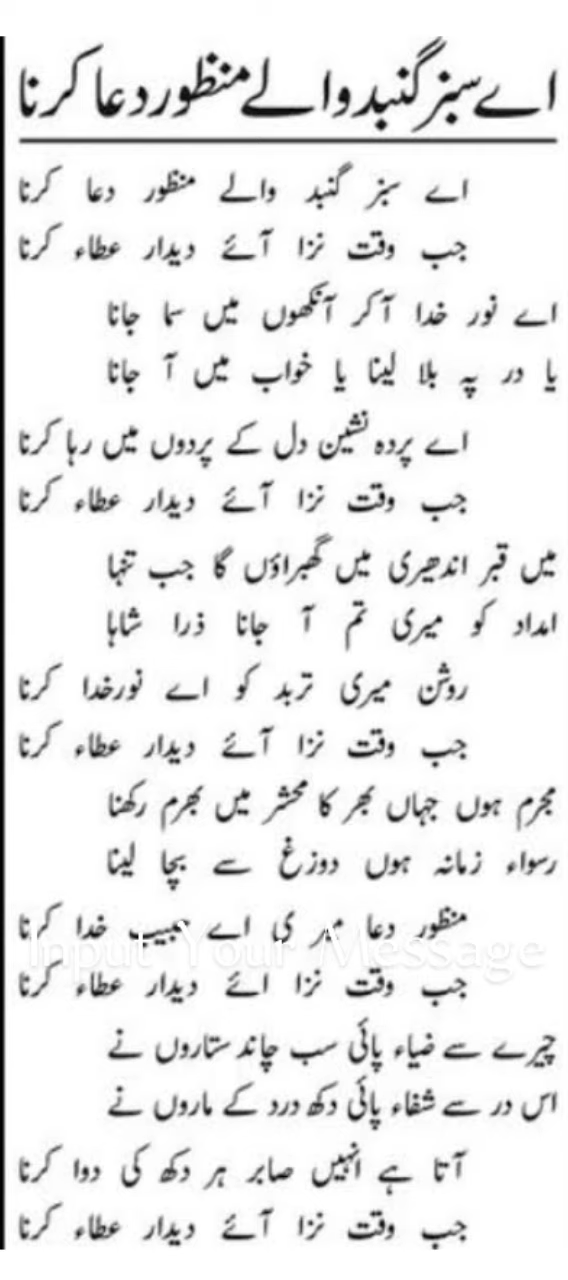 اے سبز گنبد والے منظور دعا کرنا
اے سبز گنبد والے منظور دعا کرنا
جب وقت نزا آئے دیدار عطاء کرنا
اے نور خدا آ کر آنکھوں میں سما جانا
یا در پہ بلا لینا یا خواب میں آ جانا
اے پردہ نشین دل کے پردوں میں رہا کرنا
جب وقت نزا آئے دیدار عطاء کرنا
میں قبر اندھیری میں گھبراؤں گا جب تنہا
امداد کو میری تم آ جانا ذرا شاہا
روشن میری تربد کو اے نورخدا کرنا
جب وقت نزا آئے دیدار عطاء کرنا
مجرم ہوں جہاں بھر کا محشر میں بھرم رکھنا
رسواء زمانہ ہوں دوزغ سے بچا لینا
منظور دعا میر ی اے حبیب خدا کرنا
Input Your Message
جب وقت نزا ائے دیدار عطاء کرنا
چہرے سے ضیاء پائی سب چاند ستاروں نے
اس در سے شفاء پائی دکھ درد کے ماروں نے
آتا ہے انہیں صابر ہر دکھ کی دوا کرنا
جب وقت نزا آئے دیدار عطاء کرنا